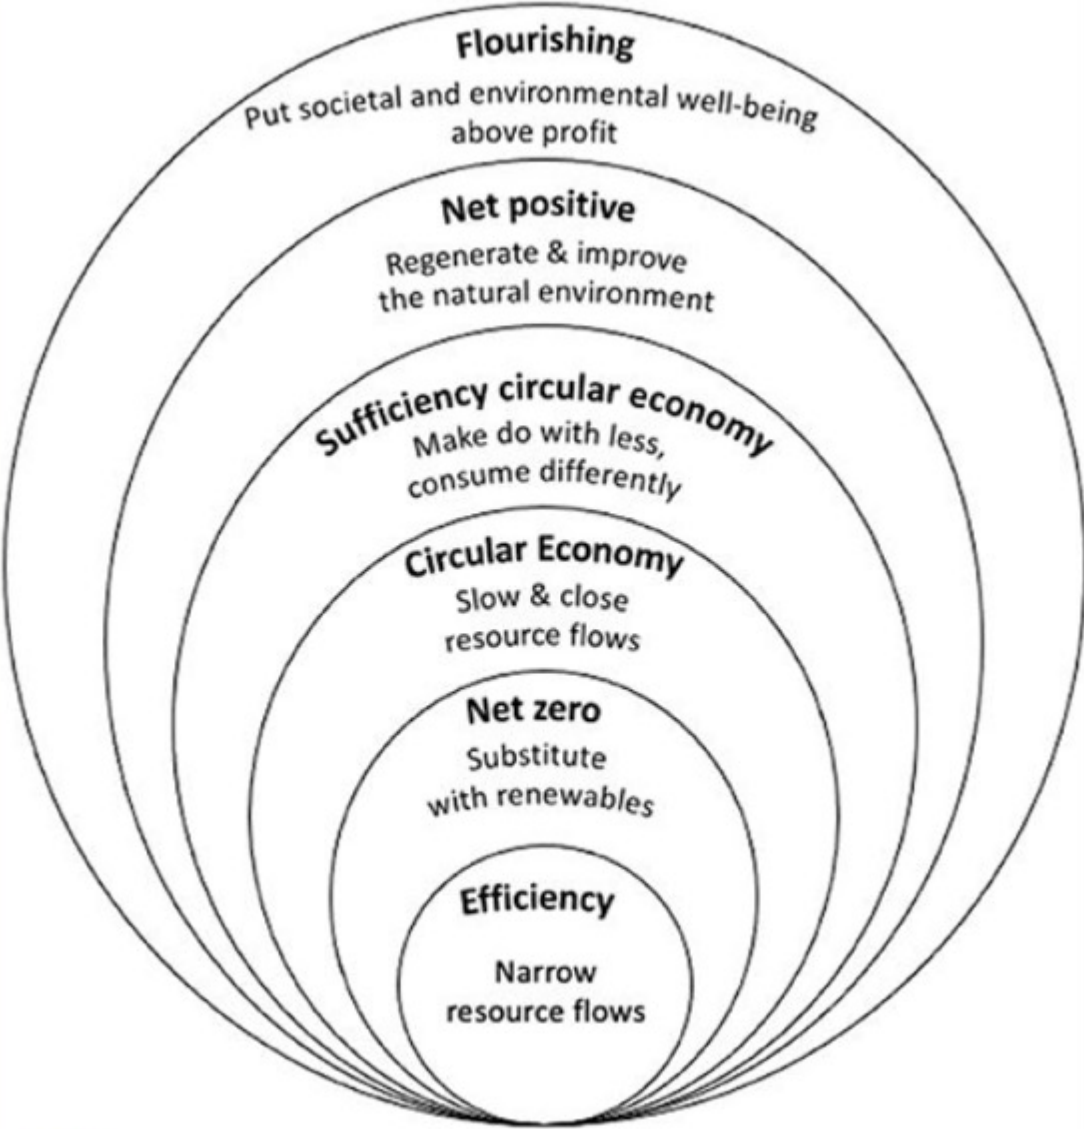 Flourishing
Put societal and environmental well-being
above profit
Net positive
Regenerate & improve
the natural environment
Sufficiency circular economy
Make do with less,
consume differently
Circular Economy
Slow & close
resource flows
Net zero
Substitute
with renewables
Efficiency
Narrow
resource flows